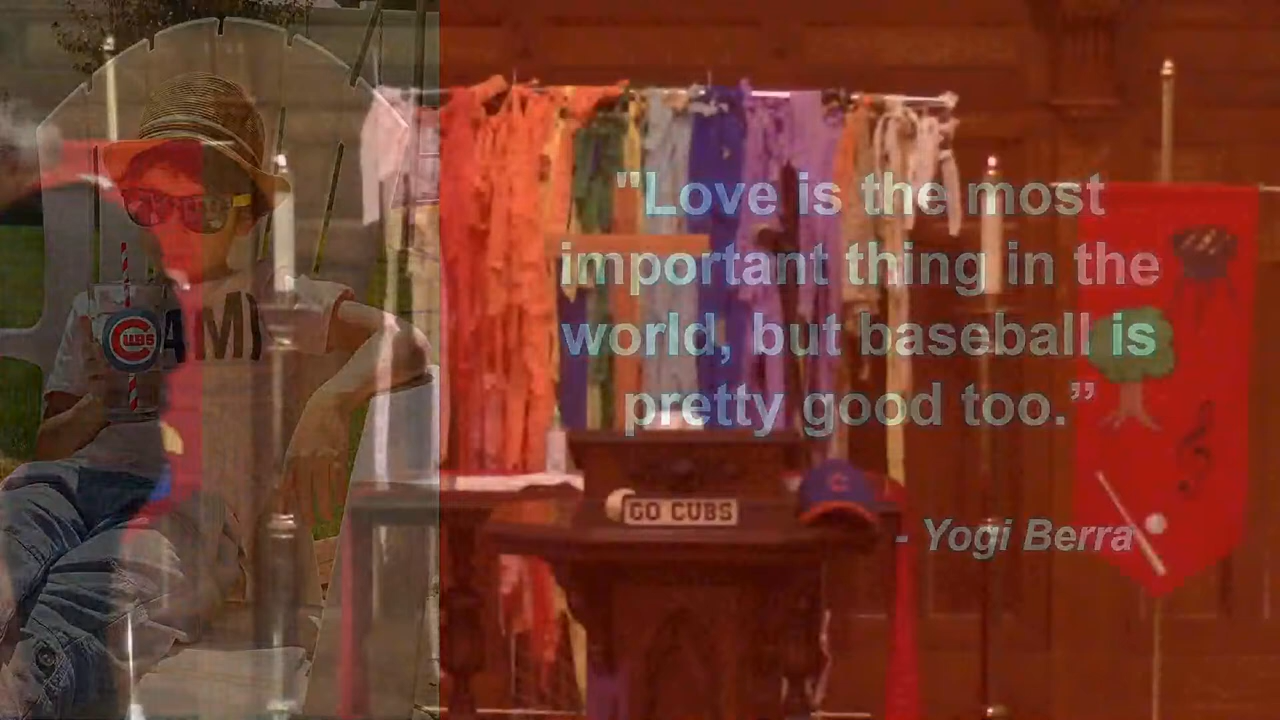 "Love is the most
important thing in the
world, but baseball is
pretty good too.”
- Yogi Berra
CUBS
AMI
GO CUBS
C